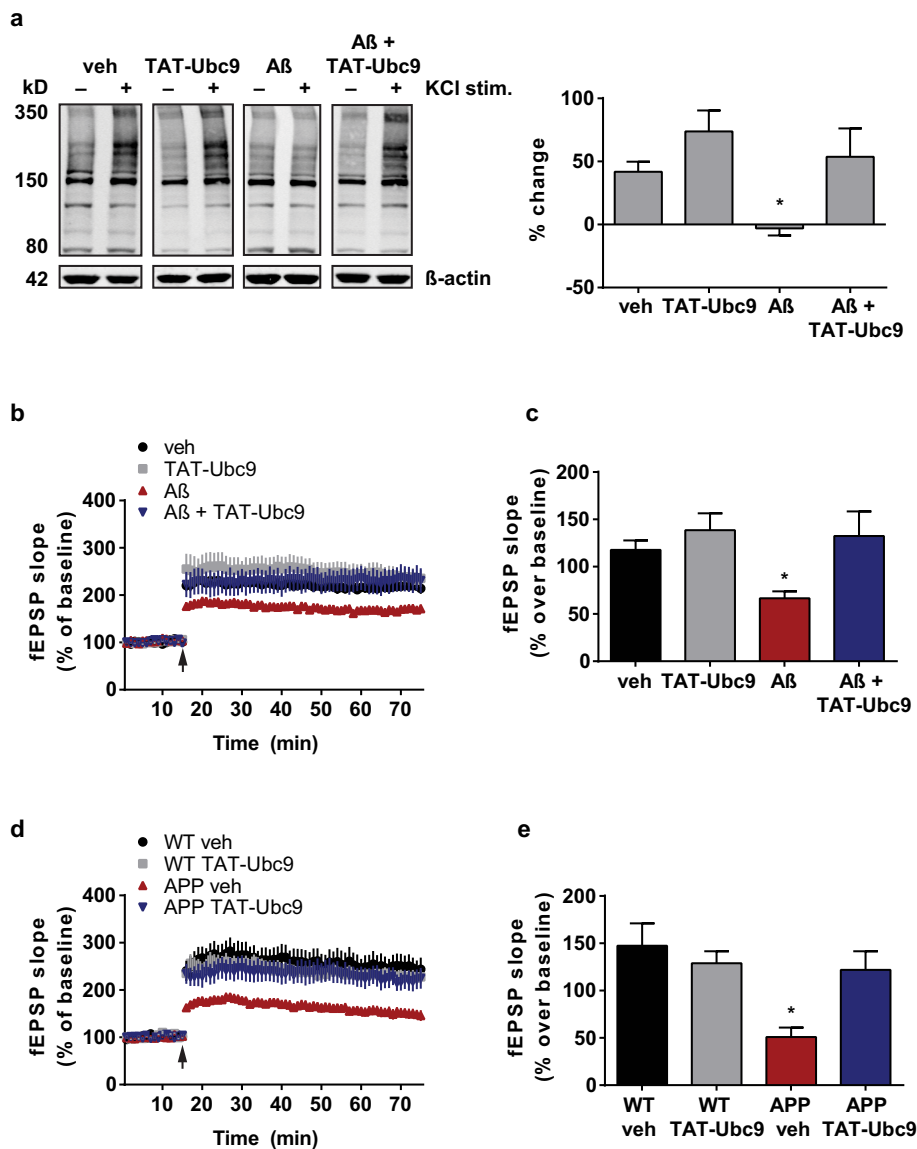 a
veh TAT-Ubc9 Aß Aß + TAT-Ubc9
kD – + – + – + – + KCl stim.
350
150
80
42 ß-actin
% change
100
50
0
-50
*
veh TAT-Ubc9 Aß Aß + TAT-Ubc9
b
veh
TAT-Ubc9
Aß
Aß + TAT-Ubc9
fEPSP slope
(% of baseline)
400
300
200
100
0
10 20 30 40 50 60 70
Time (min)
c
fEPSP slope
(% over baseline)
200
150
100
50
0
*
veh TAT-Ubc9 Aß Aß +
TAT-Ubc9
d
WT veh
WT TAT-Ubc9
APP veh
APP TAT-Ubc9
fEPSP slope
(% of baseline)
400
300
200
100
0
10 20 30 40 50 60 70
Time (min)
e
fEPSP slope
(% over baseline)
200
150
100
50
0
*
WT WT APP APP
veh TAT-Ubc9 veh TAT-Ubc9